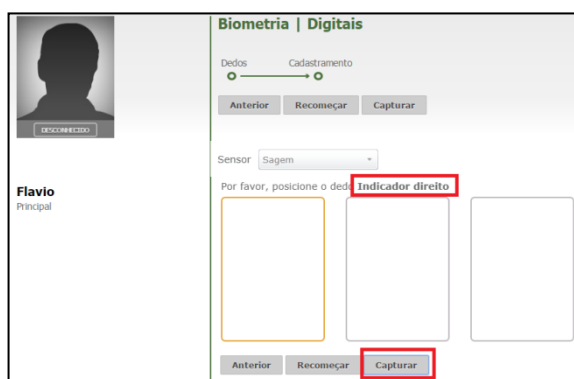 Biometria | Digitais
Dedos Cadastramento
Anterior Recomeçar Capturar
DESCONHECIDO
Sensor Sagem
Flavio
Principal
Por favor, posicione o dedo Indicador direito
Anterior Recomeçar Capturar